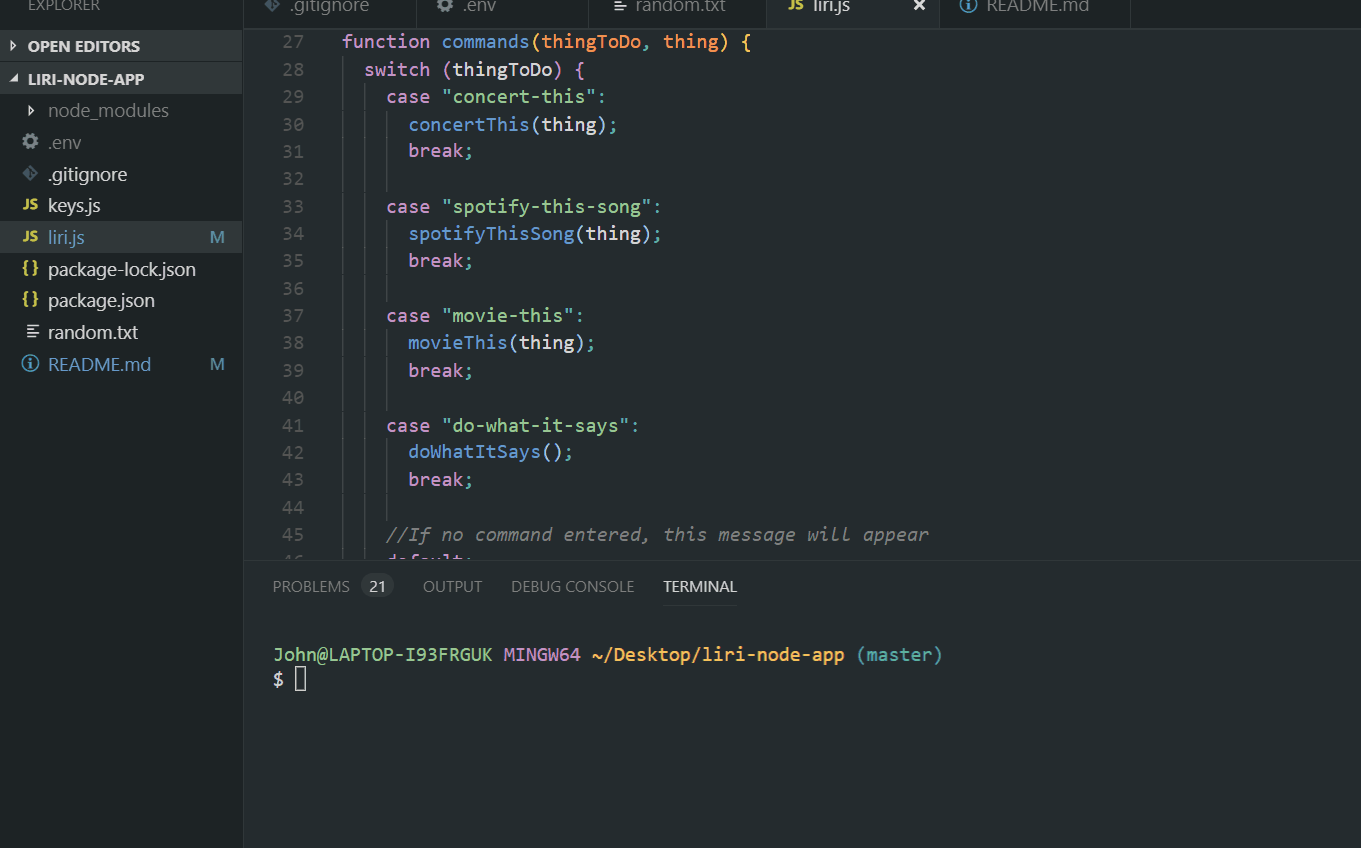 EXPLORER
OPEN EDITORS
LIRI-NODE-APP
node_modules
.env
.gitignore
JS keys.js
JS liri.js M
{} package-lock.json
{} package.json
random.txt
README.md M
.gitignore .env random.txt JS liri.js × README.md
27 function commands(thingToDo, thing) {
28 switch (thingToDo) {
29 case "concert-this":
30 concertThis(thing);
31 break;
32
33 case "spotify-this-song":
34 spotifyThisSong(thing);
35 break;
36
37 case "movie-this":
38 movieThis(thing);
39 break;
40
41 case "do-what-it-says":
42 doWhatItSays();
43 break;
44
45 //If no command entered, this message will appear
46 default:
PROBLEMS 21 OUTPUT DEBUG CONSOLE TERMINAL
John@LAPTOP-I93FRGUK MINGW64 ~/Desktop/liri-node-app (master)
$